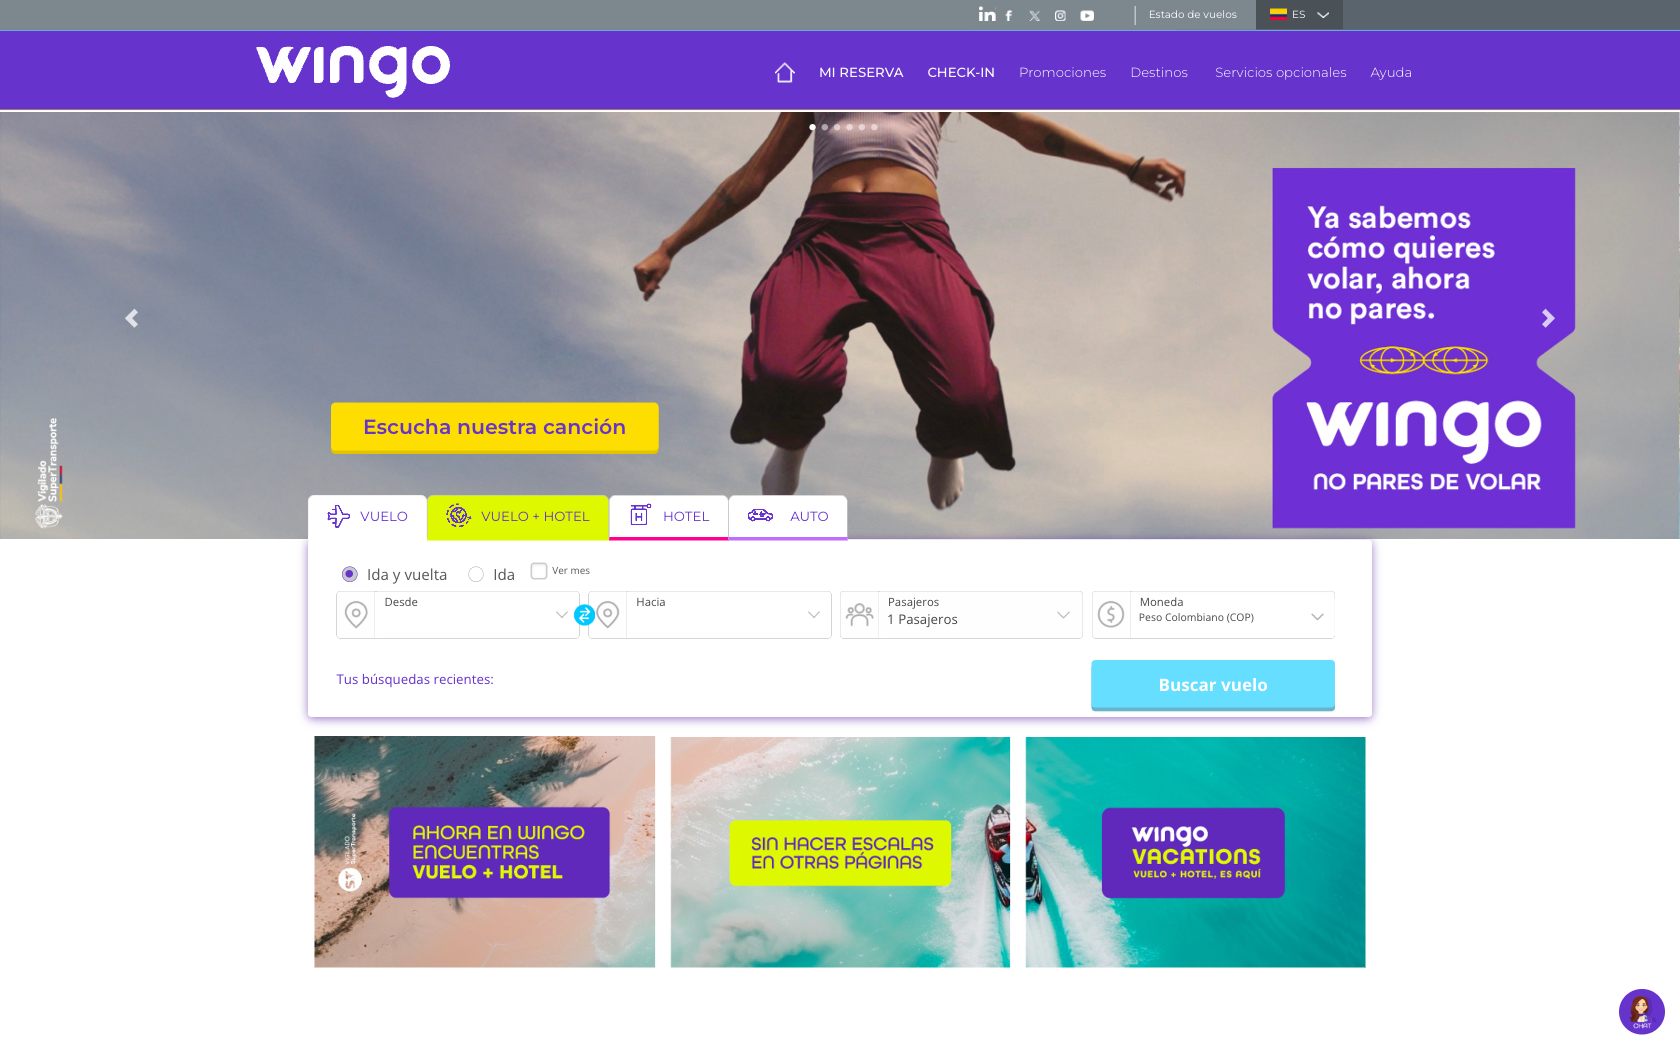 Estado de vuelos
ES
wingo
MI RESERVA
CHECK-IN
Promociones
Destinos
Servicios opcionales
Ayuda
Ya sabemos
cómo quieres
volar, ahora
no pares.
wingo
NO PARES DE VOLAR
Escucha nuestra canción
Vigilado
SuperTransporte
VUELO
VUELO + HOTEL
HOTEL
AUTO
Ida y vuelta
Ida
Ver mes
Desde
Hacia
Pasajeros
1 Pasajeros
Moneda
Peso Colombiano (COP)
Tus búsquedas recientes:
Buscar vuelo
VIGILADO
SuperTransporte
AHORA EN WINGO
ENCUENTRAS
VUELO + HOTEL
SIN HACER ESCALAS
EN OTRAS PÁGINAS
wingo
VACATIONS
VUELO + HOTEL, ES AQUÍ
CHAT